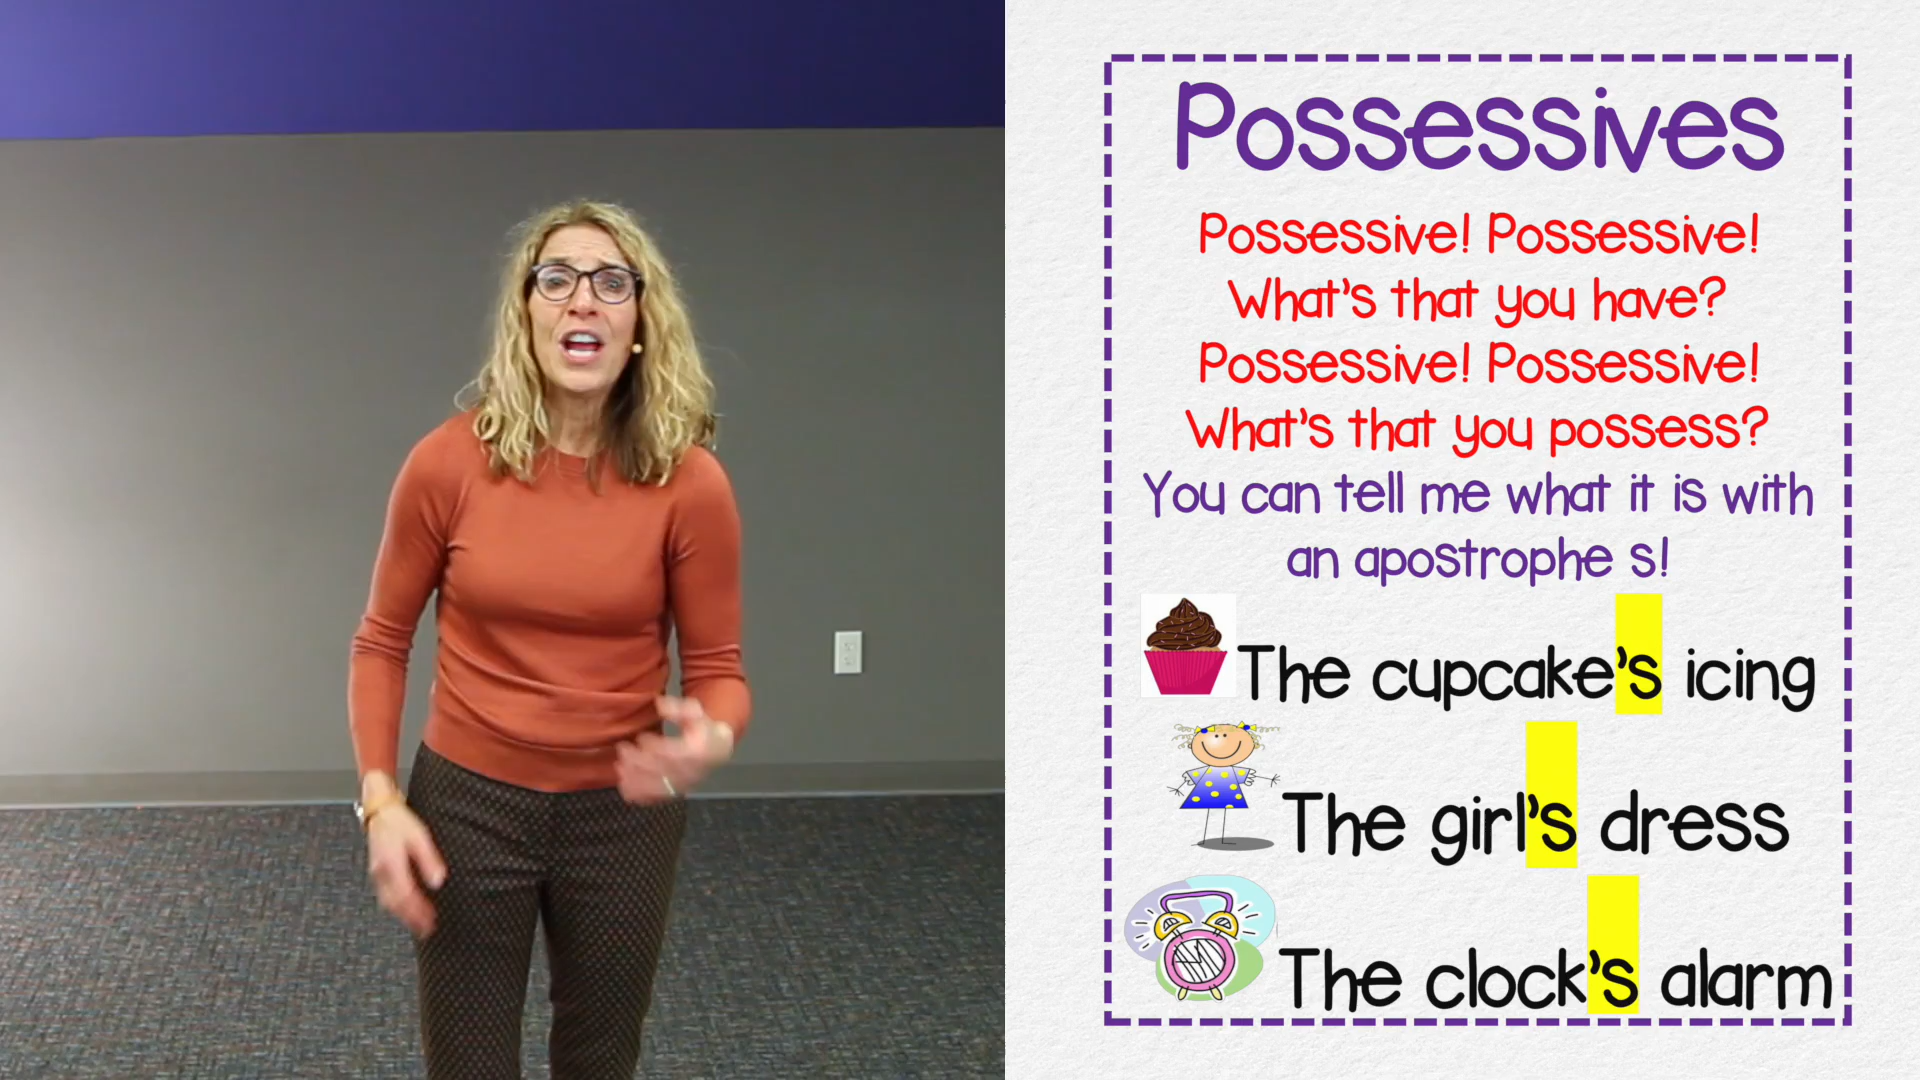 Possessives
Possessive! Possessive!
What's that you have?
Possessive! Possessive!
What's that you possess?
You can tell me what it is with
an apostrophe s!
The cupcake's icing
The girl's dress
The clock's alarm